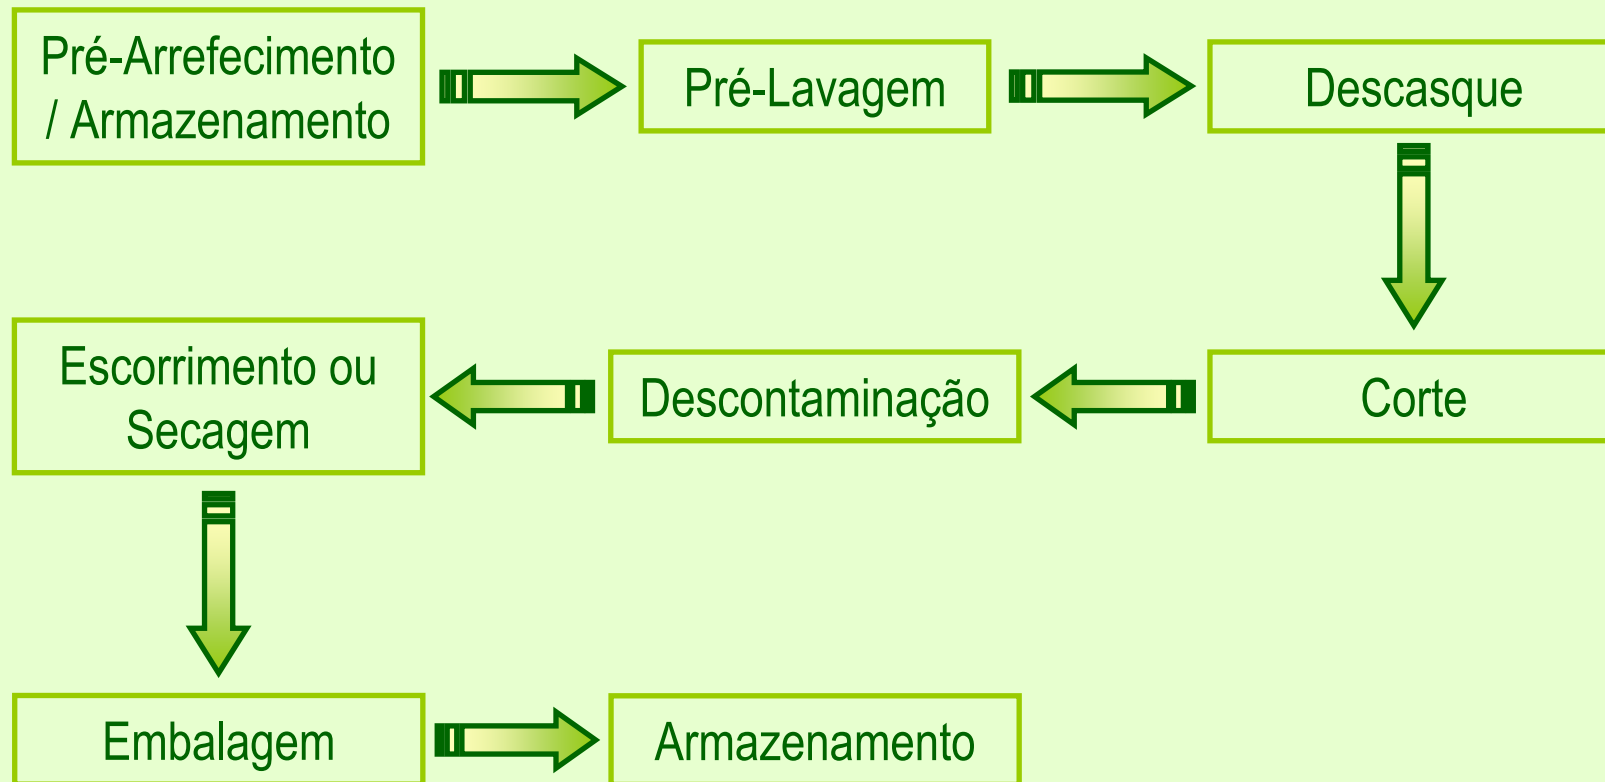 Pré-Arrefecimento
/ Armazenamento
Pré-Lavagem
Descasque
Corte
Descontaminação
Escorrimento ou
Secagem
Embalagem
Armazenamento